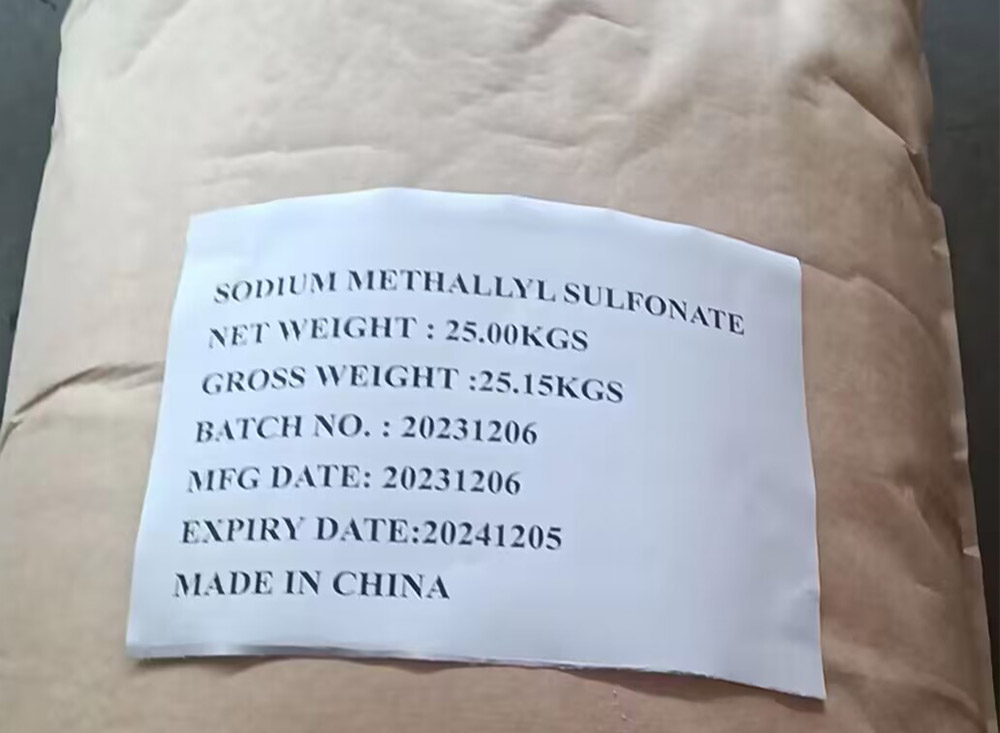 SODIUM METHALLYL SULFONATE
NET WEIGHT : 25.00KGS
GROSS WEIGHT :25.15KGS
BATCH NO. : 20231206
MFG DATE: 20231206
EXPIRY DATE:20241205
MADE IN CHINA